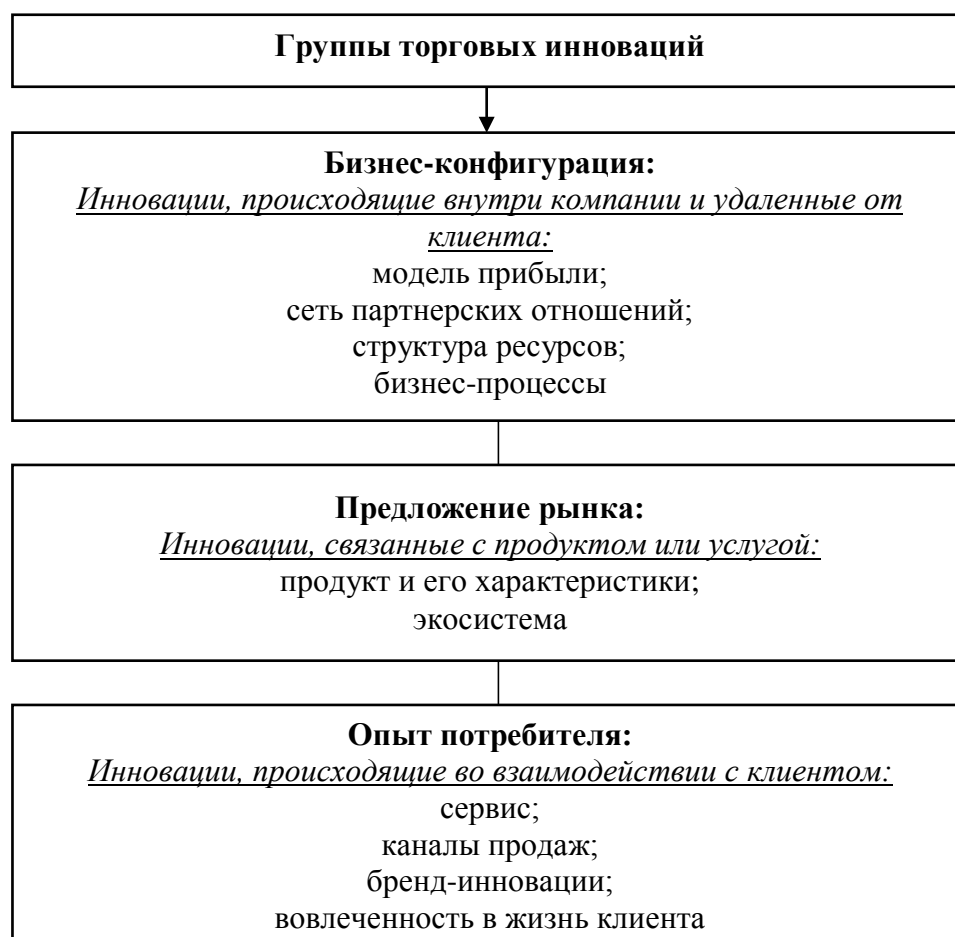 Группы торговых инноваций
Бизнес-конфигурация:
Инновации, происходящие внутри компании и удаленные от
клиента:
модель прибыли;
сеть партнерских отношений;
структура ресурсов;
бизнес-процессы
Предложение рынка:
Инновации, связанные с продуктом или услугой:
продукт и его характеристики;
экосистема
Опыт потребителя:
Инновации, происходящие во взаимодействии с клиентом:
сервис;
каналы продаж;
бренд-инновации;
вовлеченность в жизнь клиента